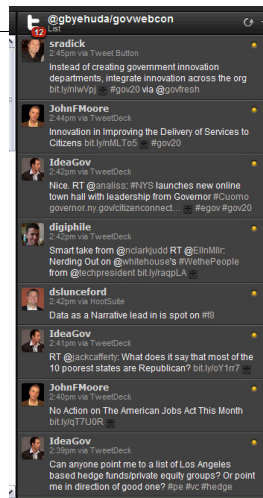 @gbyehuda/govwebcon
List
12
sradick
2:45pm via Tweet Button
Instead of creating government innovation
departments, integrate innovation across the org
bit.ly/nIwVpj #gov20 via @govfresh
JohnFMoore
2:44pm via TweetDeck
Innovation in Improving the Delivery of Services to
Citizens bit.ly/nMLTo5 #gov20
IdeaGov
2:42pm via TweetDeck
Nice. RT @analiss: #NYS launches new online
town hall with leadership from Governor #Cuomo
governor.ny.gov/citizenconnect… #egov #gov20
digiphile
2:42pm via TweetDeck
Smart take from @nclarkjudd RT @EllnMllr:
Nerding Out on @whitehouse's #WethePeople
from @techpresident bit.ly/raqpLA
dslunceford
2:42pm via HootSuite
Data as a Narrative lead in is spot on #f8
IdeaGov
2:41pm via TweetDeck
RT @jackcafferty: What does it say that most of the
10 poorest states are Republican? bit.ly/oY1rr7
JohnFMoore
2:40pm via TweetDeck
No Action on The American Jobs Act This Month
bit.ly/qT7U0R
IdeaGov
2:39pm via TweetDeck
Can anyone point me to a list of Los Angeles
based hedge funds/private equity groups? Or point
me in direction of good one? #pe #vc #hedge